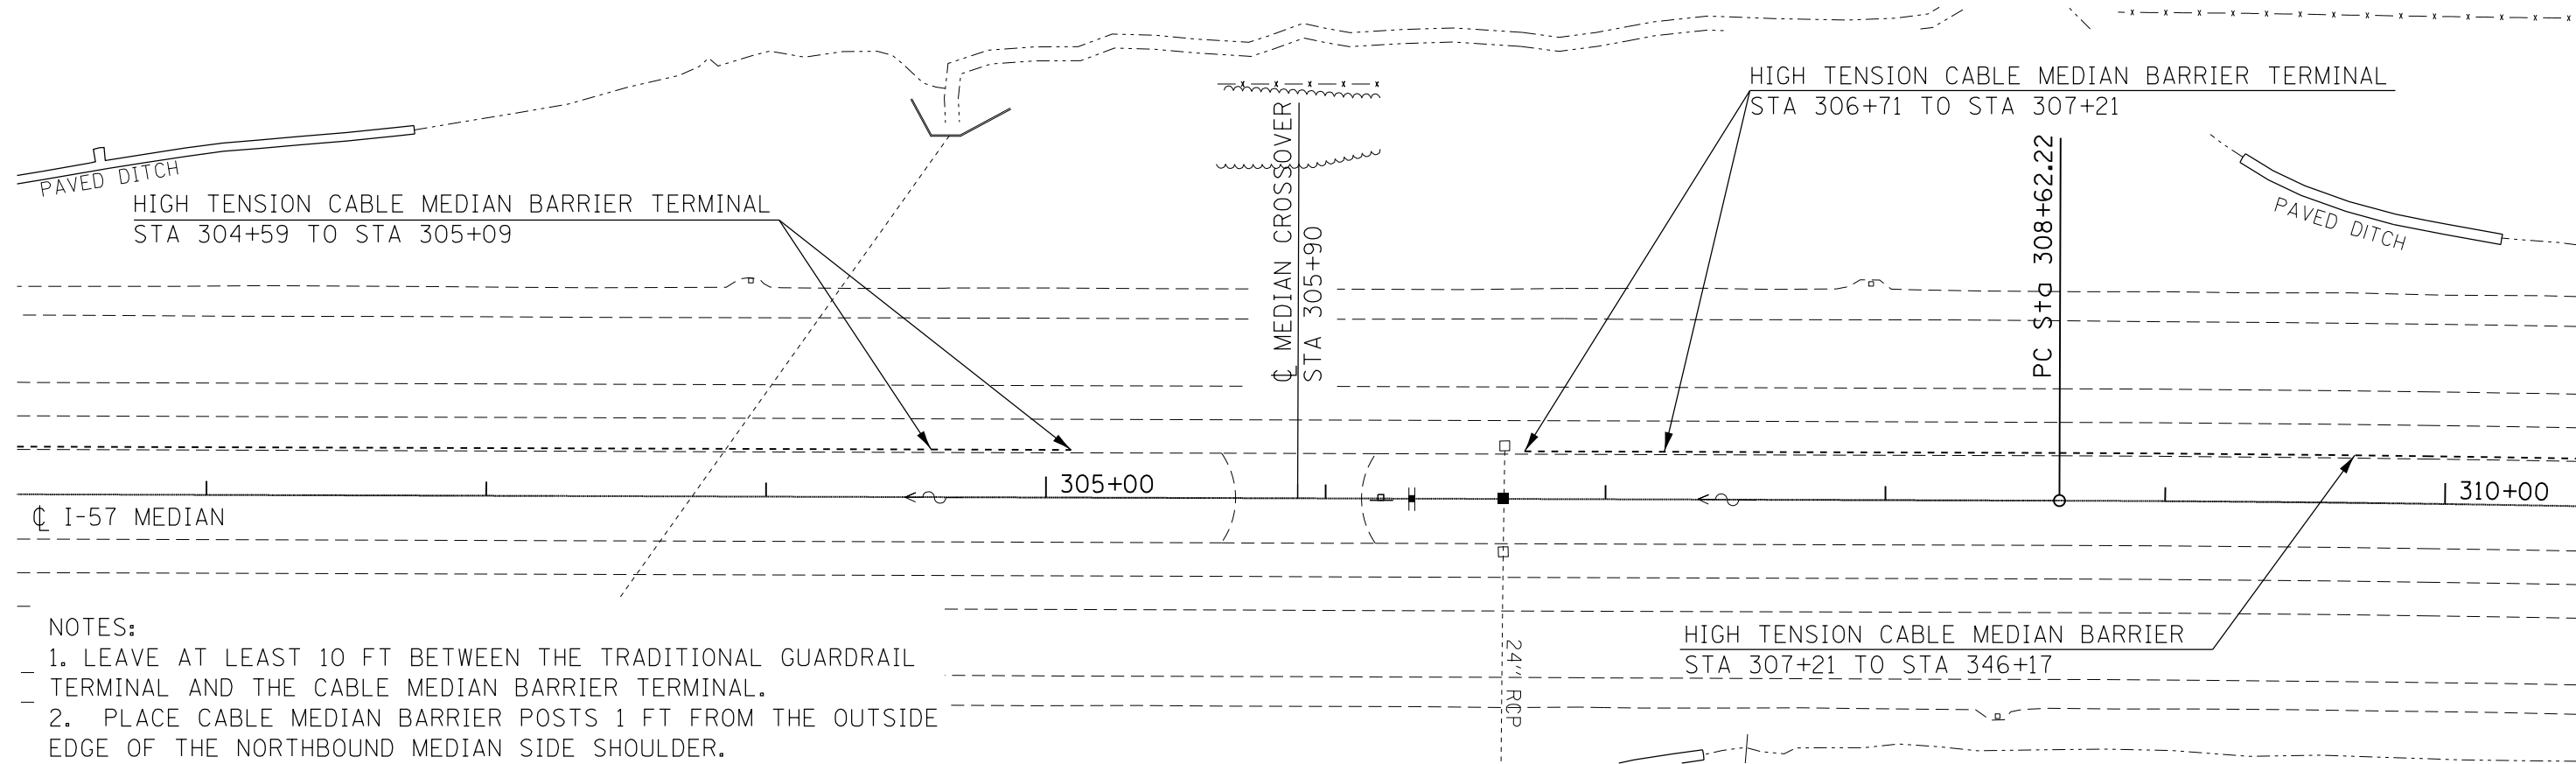 HIGH TENSION CABLE MEDIAN BARRIER TERMINAL
STA 306+71 TO STA 307+21
PAVED DITCH
HIGH TENSION CABLE MEDIAN BARRIER TERMINAL
STA 304+59 TO STA 305+09
℄ MEDIAN CROSSOVER
STA 305+90
PC Sta 308+62.22
PAVED DITCH
305+00
310+00
℄ I-57 MEDIAN
NOTES:
1. LEAVE AT LEAST 10 FT BETWEEN THE TRADITIONAL GUARDRAIL
TERMINAL AND THE CABLE MEDIAN BARRIER TERMINAL.
2. PLACE CABLE MEDIAN BARRIER POSTS 1 FT FROM THE OUTSIDE
EDGE OF THE NORTHBOUND MEDIAN SIDE SHOULDER.
24'' RCP
HIGH TENSION CABLE MEDIAN BARRIER
STA 307+21 TO STA 346+17